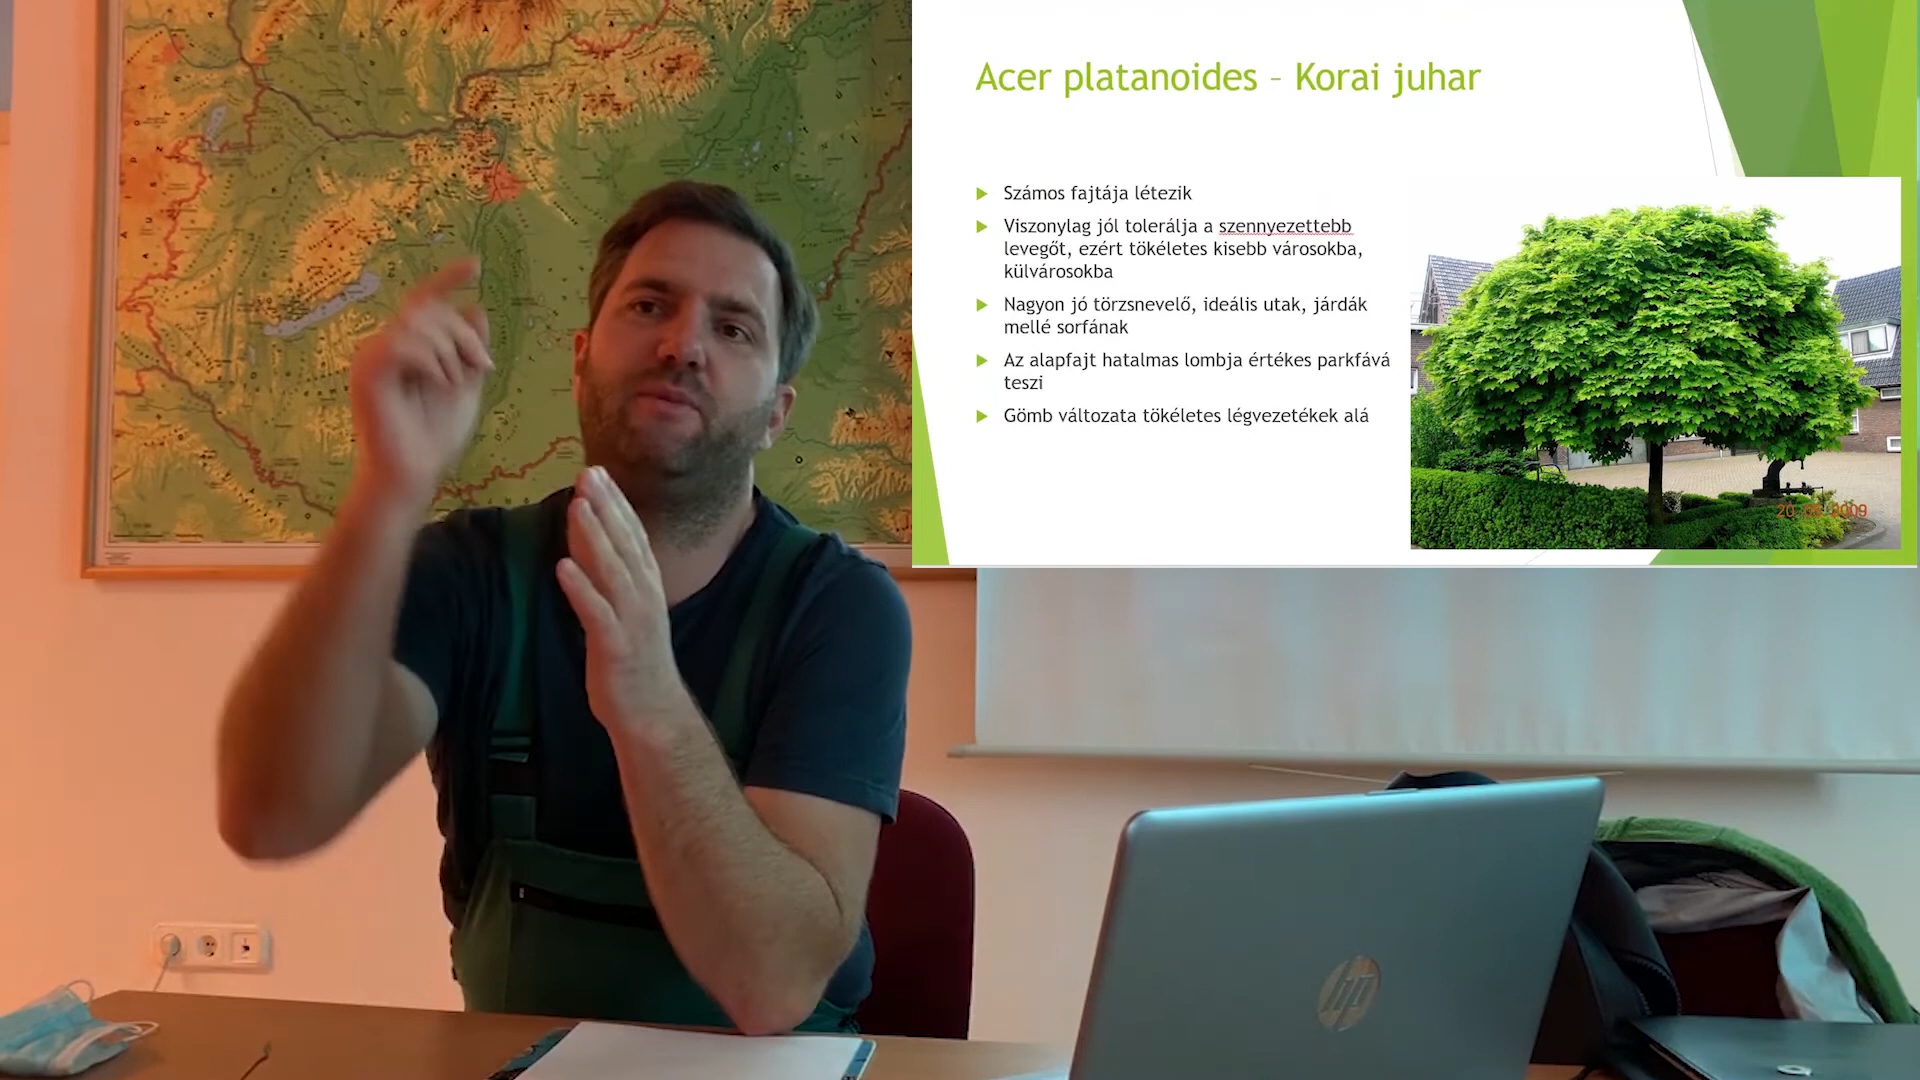 Acer platanoides – Korai juhar
Számos fajtája létezik
Viszonylag jól tolerálja a szennyezettebb
levegőt, ezért tökéletes kisebb városokba,
külvárosokba
Nagyon jó törzsnevelő, ideális utak, járdák
mellé sorfának
Az alapfajt hatalmas lombja értékes parkfává
teszi
Gömb változata tökéletes légvezetékek alá
hp